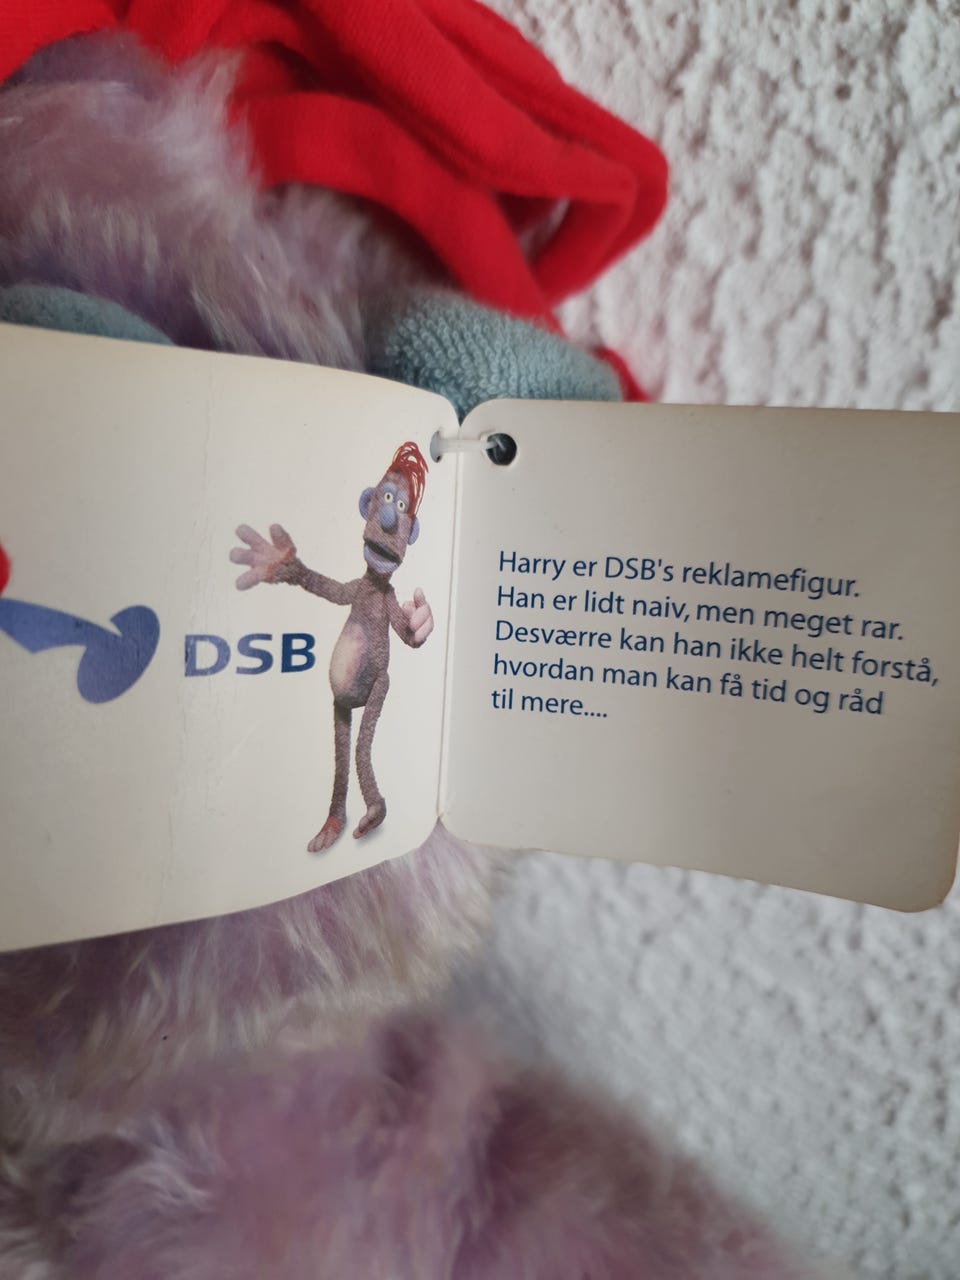 DSB
Harry er DSB's reklamefigur.
Han er lidt naiv, men meget rar.
Desværre kan han ikke helt forstå,
hvordan man kan få tid og råd
til mere....